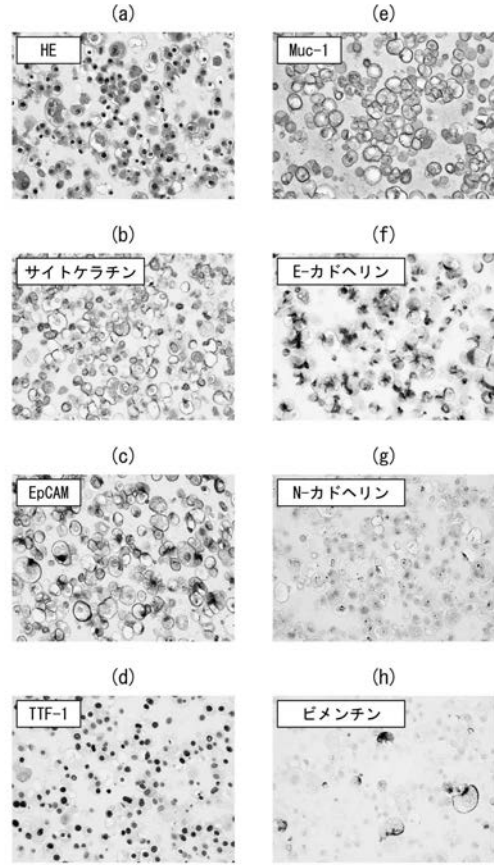 (a)
HE
(b)
サイトケラチン
(c)
EpCAM
(d)
TTF-1
(e)
Muc-1
(f)
E-カドヘリン
(g)
N-カドヘリン
(h)
ビメンチン